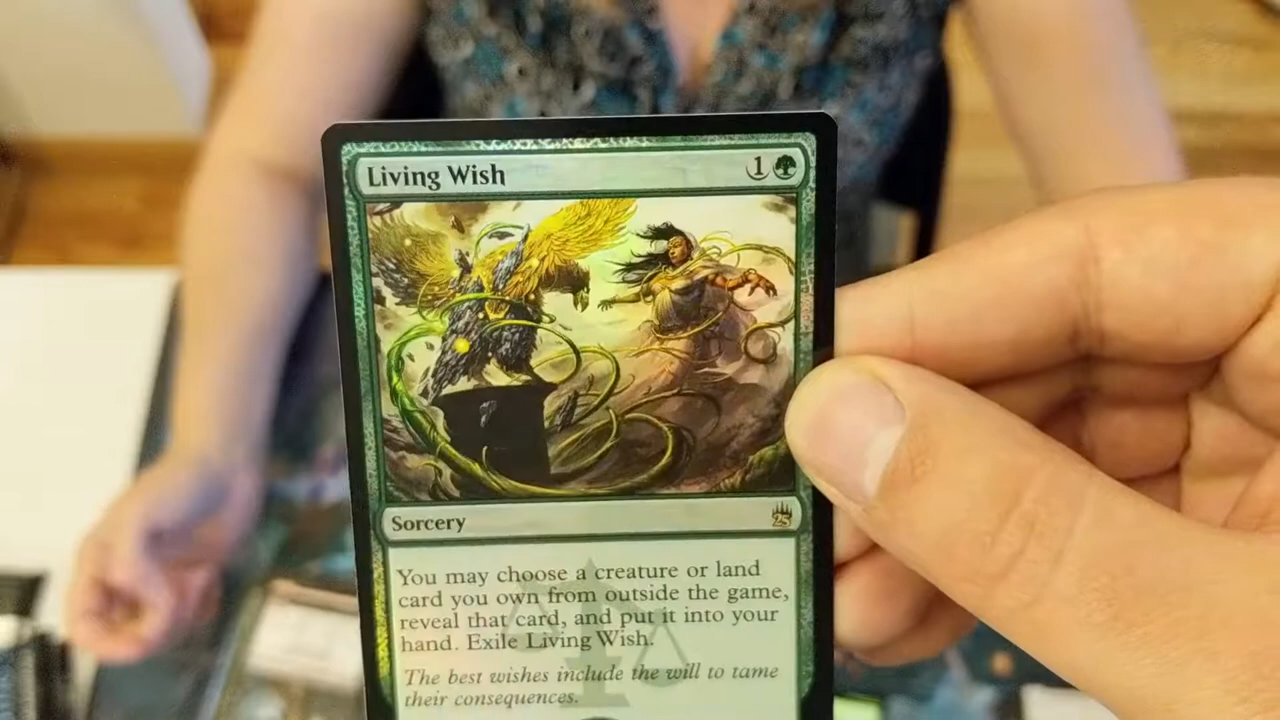 Living Wish 1
Sorcery
25
You may choose a creature or land
card you own from outside the game,
reveal that card, and put it into your
hand. Exile Living Wish.
The best wishes include the will to tame
their consequences.